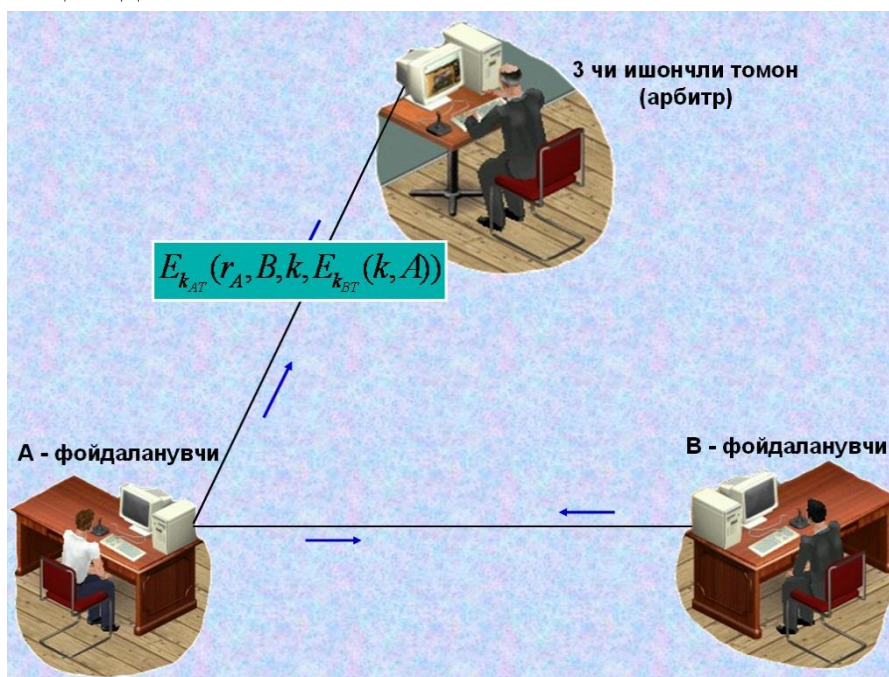 3 чи ишончли томон
(арбитр)
E_{k_{AT}}(r_A, B, k, E_{k_{BT}}(k, A))
А - фойдаланувчи
В - фойдаланувчи